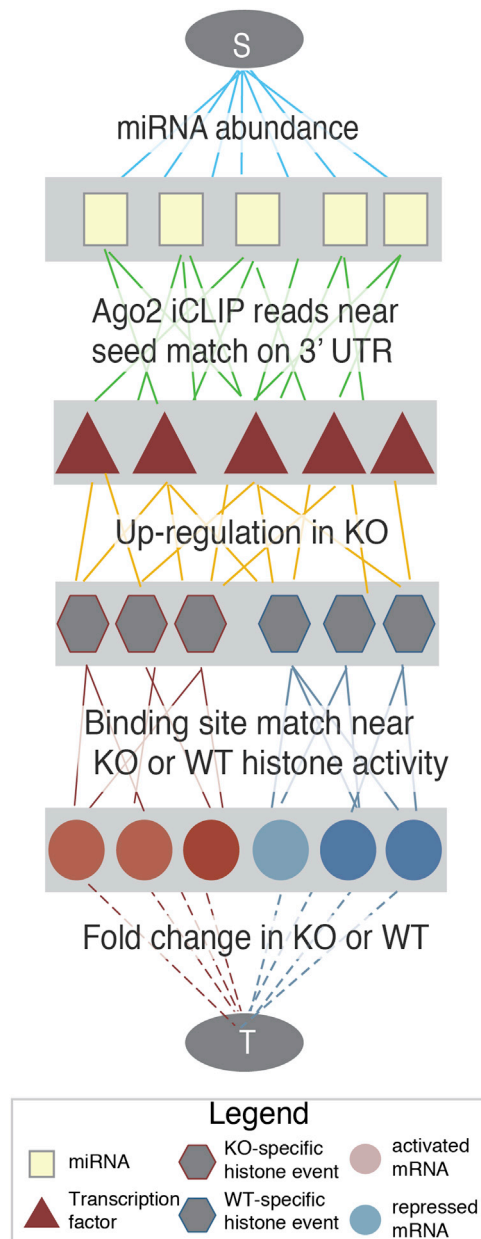 S
miRNA abundance
Ago2 iCLIP reads near
seed match on 3' UTR
Up-regulation in KO
Binding site match near
KO or WT histone activity
Fold change in KO or WT
T
Legend
miRNA
KO-specific
histone event
activated
mRNA
Transcription
factor
WT-specific
histone event
repressed
mRNA